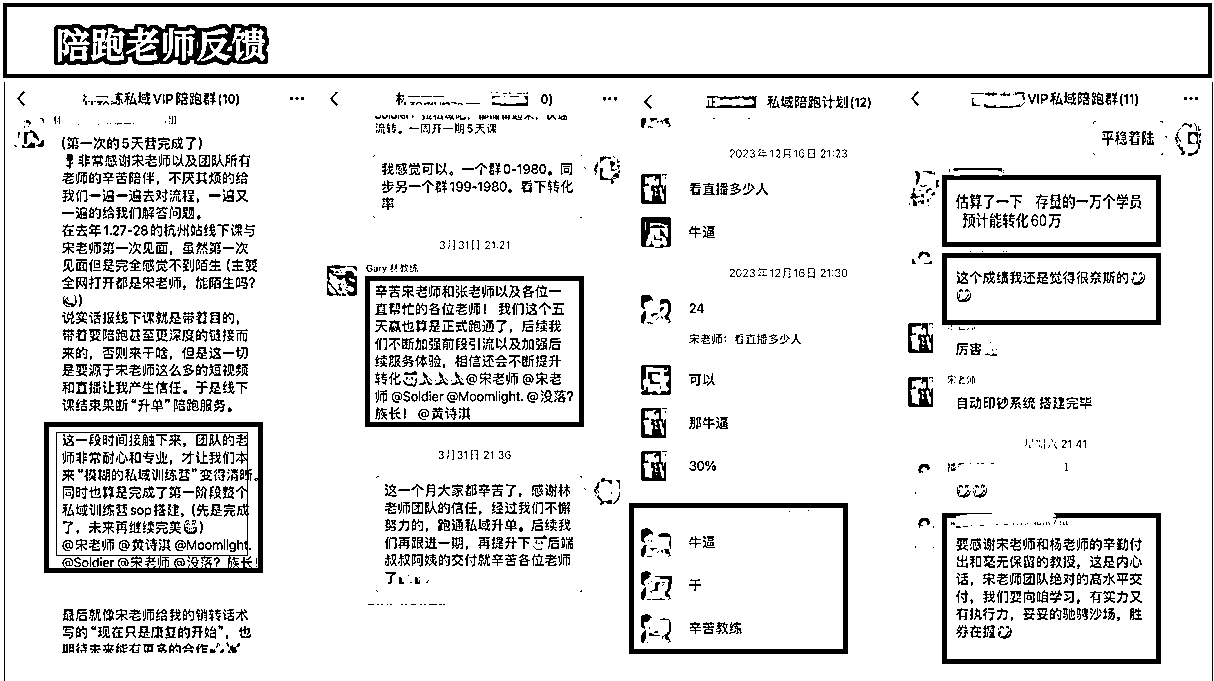 陪跑老师反馈
冻私域VIP陪跑群(10)
(第一次的5天营完成了)
非常感谢宋老师以及团队所有
老师的辛苦陪伴，不厌其烦的给
我们一遍一遍去对流程，一遍又
一遍的给我们解答问题。
在去年1.27-28的杭州站线下课与
宋老师第一次见面，虽然第一次
见面但是完全感觉不到陌生(主要
全网打开都是宋老师，能陌生吗？
)
说实话报线下课就是带着目的，
带着要陪跑甚至更深度的链接而
来的，否则来干啥，但是这一切
是要源于宋老师这么多的短视频
和直播让我产生信任。于是线下
课结束果断“升单”陪跑服务。
这一段时间接触下来，团队的老
师非常耐心和专业，才让我们本
来“模糊的私域训练营”变得清晰。
同时也算是完成了第一阶段整个
私域训练营sop搭建，(先是完成
了，未来再继续完美)
@宋老师 @黄诗淇 @Moomlight.
@Soldier @宋老师 @没落？族长！
最后就像宋老师给我的销转话术
写的“现在只是康复的开始”，也
期待未来能有更多的合作
0)
流转。一周开一期5天课
我感觉可以。一个群0-1980。同
步另一个群199-1980。看下转化
率
3月31日 21:21
Gary 林教练
辛苦宋老师和张老师以及各位一
直帮忙的各位老师！我们这个五
天赢也算是正式跑通了，后续我
们不断加强前段引流以及加强后
续服务体验，相信还会不断提升
转化@宋老师 @宋老
师 @Soldier @Moomlight. @没落？
族长！ @黄诗淇
3月31日 21:36
这一个月大家都辛苦了，感谢林
老师团队的信任，经过我们不懈
努力的，跑通私域升单。后续我
们再跟进一期，再提升下后端
叔叔阿姨的交付就辛苦各位老师
了
正 私域陪跑计划(12)
2023年12月16日 21:23
看直播多少人
牛逼
2023年12月16日 21:30
24
宋老师：看直播多少人
可以
那牛逼
30%
牛逼
干
辛苦教练
VIP私域陪跑群(11)
平稳着陆
估算了一下 存量的一万个学员
预计能转化60万
这个成绩我还是觉得很奈斯的
厉害
宋老师
自动印钞系统 搭建完毕
星期六 21:41
要感谢宋老师和杨老师的辛勤付
出和毫无保留的教授，这是内心
话，宋老师团队绝对的高水平交
付，我们要向咱学习，有实力又
有执行力，妥妥的驰骋沙场，胜
券在握